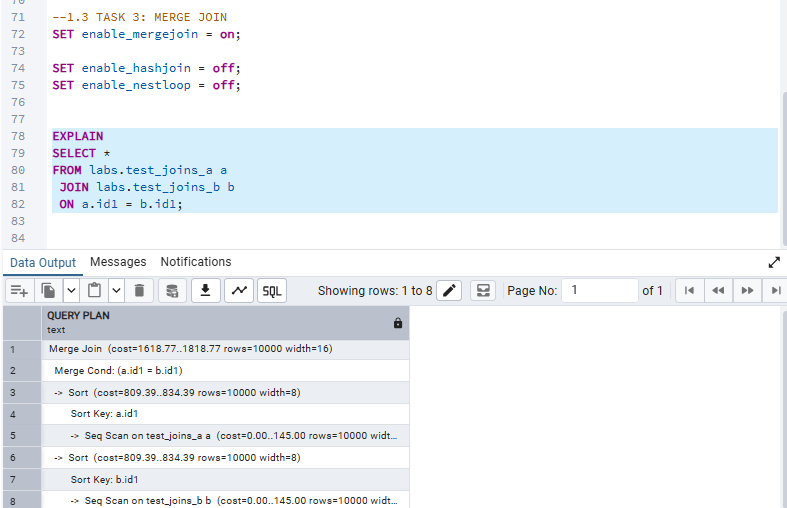 70
71 --1.3 TASK 3: MERGE JOIN
72 SET enable_mergejoin = on;
73
74 SET enable_hashjoin = off;
75 SET enable_nestloop = off;
76
77
78 EXPLAIN
79 SELECT *
80 FROM labs.test_joins_a a
81 JOIN labs.test_joins_b b
82 ON a.id1 = b.id1;
83
84
Data Output Messages Notifications
SQL Showing rows: 1 to 8 Page No: 1 of 1
QUERY PLAN
text
1 Merge Join (cost=1618.77..1818.77 rows=10000 width=16)
2 Merge Cond: (a.id1 = b.id1)
3 -> Sort (cost=809.39..834.39 rows=10000 width=8)
4 Sort Key: a.id1
5 -> Seq Scan on test_joins_a a (cost=0.00..145.00 rows=10000 widt...
6 -> Sort (cost=809.39..834.39 rows=10000 width=8)
7 Sort Key: b.id1
8 -> Seq Scan on test_joins_b b (cost=0.00..145.00 rows=10000 widt...